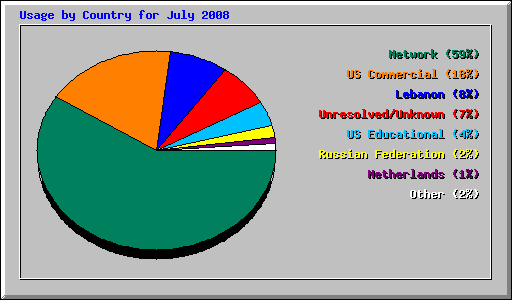 Usage by Country for July 2008
Network (59%)
US Commercial (18%)
Lebanon (8%)
Unresolved/Unknown (7%)
US Educational (4%)
Russian Federation (2%)
Netherlands (1%)
Other (2%)